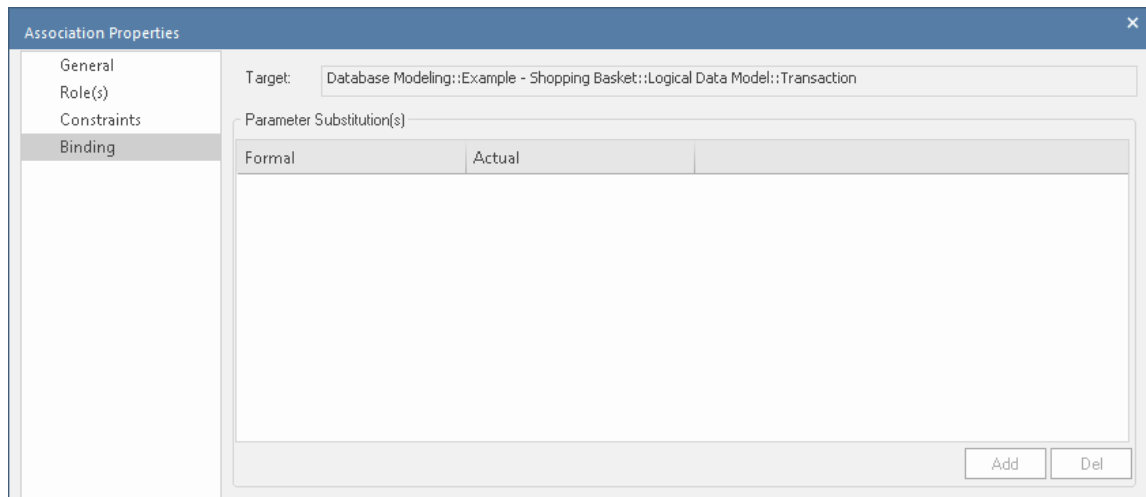 Association Properties
General
Role(s)
Constraints
Binding
Target: Database Modeling::Example - Shopping Basket::Logical Data Model::Transaction
Parameter Substitution(s)
Formal Actual
Add Del